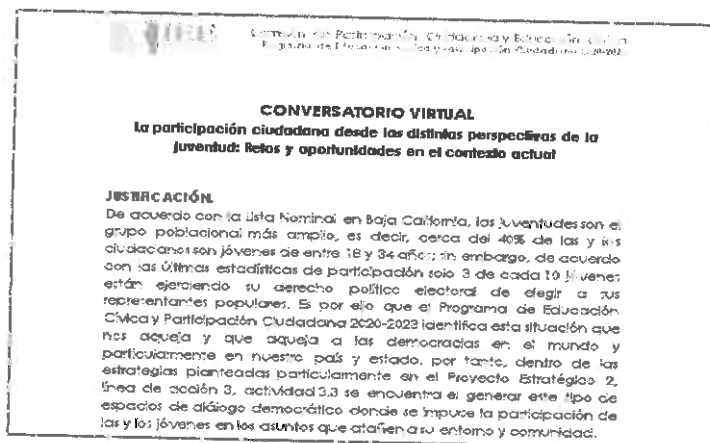 Comisión de Participación Ciudadana y Educación Cívica
Programa de Educación Cívica y Participación Ciudadana 2020-2023
CONVERSATORIO VIRTUAL
La participación ciudadana desde las distintas perspectivas de la
juventud: Retos y oportunidades en el contexto actual
JUSTIFICACIÓN.
De acuerdo con la Lista Nominal en Baja California, las juventudes son el
grupo poblacional más amplio, es decir, cerca del 40% de las y los
ciudadanos son jóvenes de entre 18 y 34 años; sin embargo, de acuerdo
con las últimas estadísticas de participación solo 3 de cada 10 jóvenes
están ejerciendo su derecho político electoral de elegir a sus
representantes populares. Es por ello que el Programa de Educación
Cívica y Participación Ciudadana 2020-2023 identifica esta situación que
nos aqueja y que aqueja a las democracias en el mundo y
particularmente en nuestro país y estado, por tanto, dentro de las
estrategias planteadas particularmente en el Proyecto Estratégico 2,
línea de acción 3, actividad 3.3 se encuentra el generar este tipo de
espacios de diálogo democrático donde se impulse la participación de
las y los jóvenes en los asuntos que atañen a su entorno y comunidad.